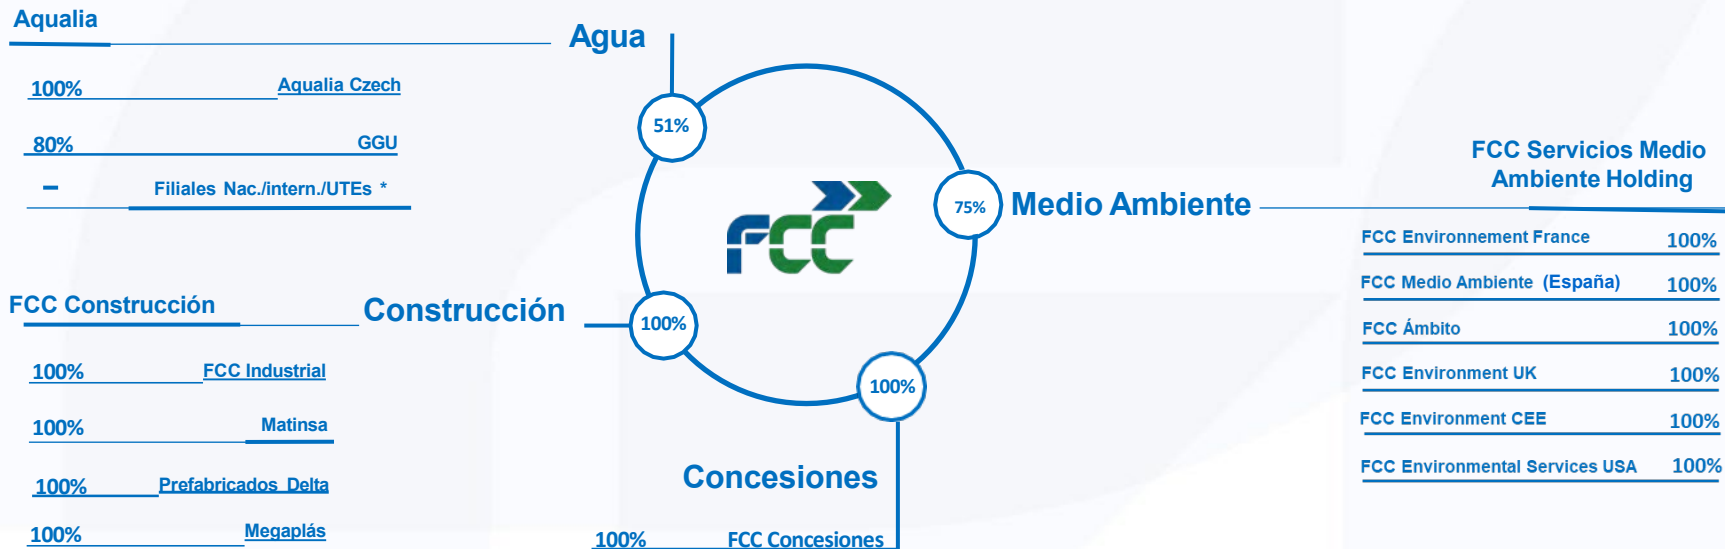 Aqualia
Agua
100% Aqualia Czech
80% GGU
– Filiales Nac./intern./UTEs *
51%
FCC
75%
Medio Ambiente
FCC Servicios Medio
Ambiente Holding
FCC Environnement France 100%
FCC Medio Ambiente (España) 100%
FCC Ámbito 100%
FCC Environment UK 100%
FCC Environment CEE 100%
FCC Environmental Services USA 100%
FCC Construcción
Construcción
100%
100% FCC Industrial
100% Matinsa
100% Prefabricados Delta
100% Megaplás
100%
Concesiones
100% FCC Concesiones